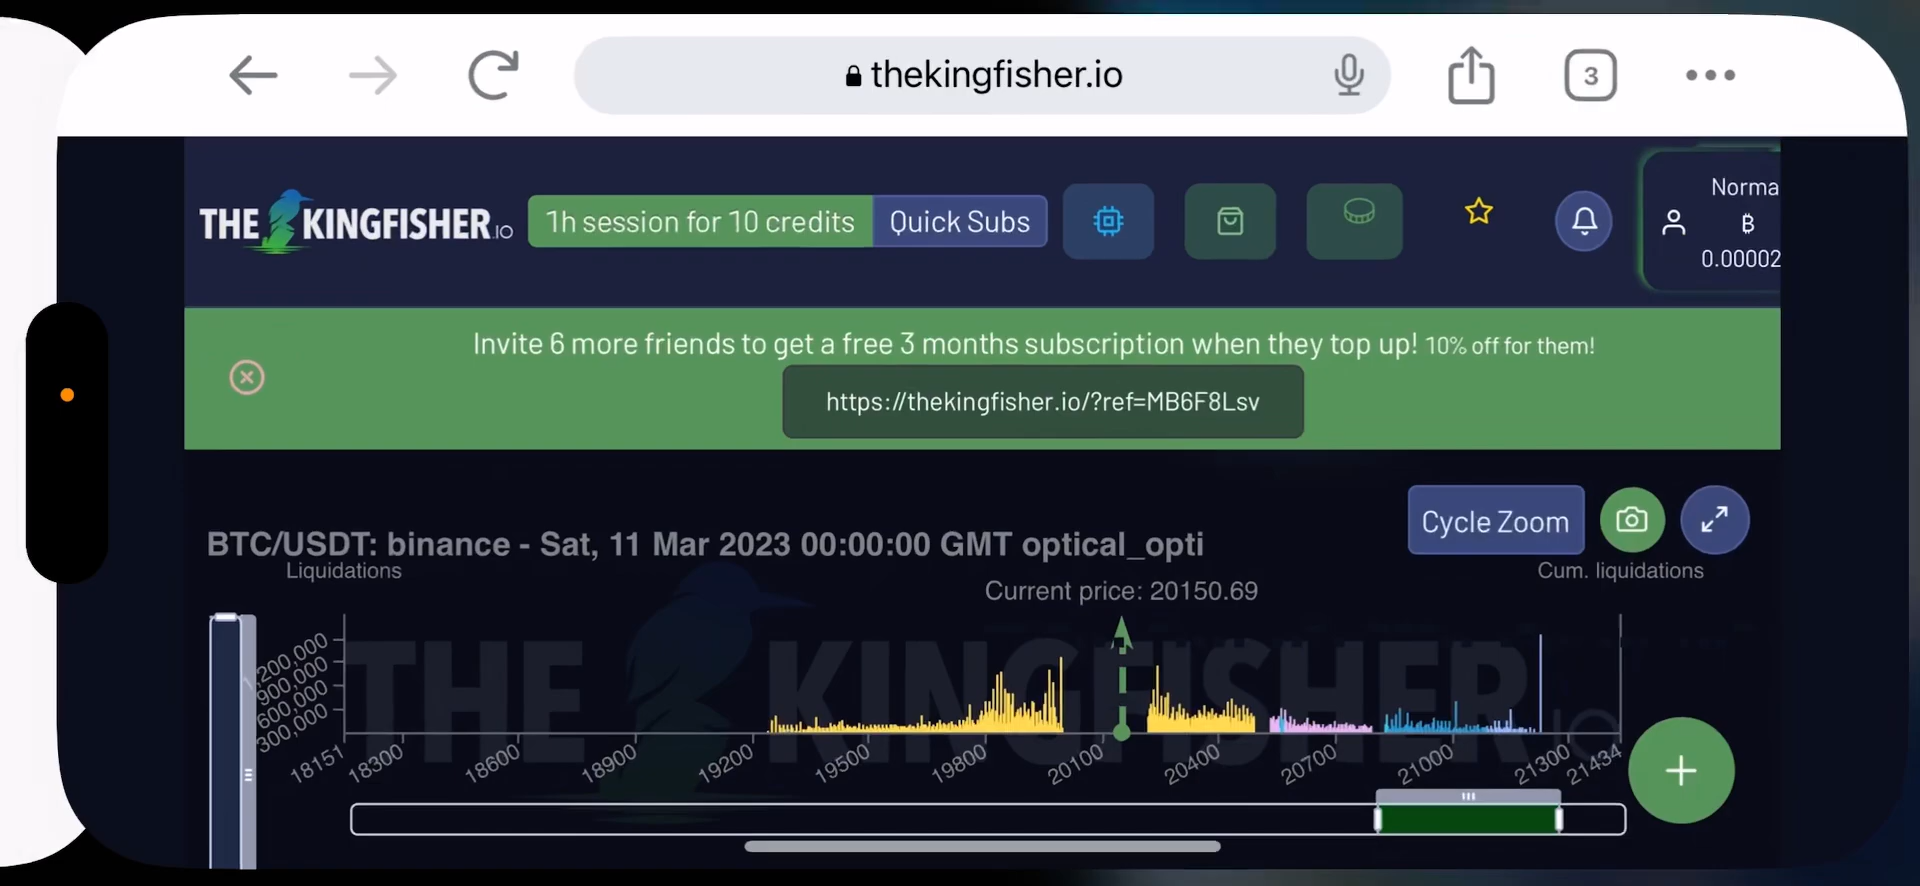 thekingfisher.io
3
THE KINGFISHER.IO
1h session for 10 credits
Quick Subs
Norma
฿
0.00002
Invite 6 more friends to get a free 3 months subscription when they top up! 10% off for them!
https://thekingfisher.io/?ref=MB6F8Lsv
Cycle Zoom
BTC/USDT: binance - Sat, 11 Mar 2023 00:00:00 GMT optical_opti
Liquidations
Cum. liquidations
Current price: 20150.69
THE KINGFISHER.IO
,200,000
900,000
600,000
300,000
18151 18300 18600 18900 19200 19500 19800 20100 20400 20700 21000 21300 21434